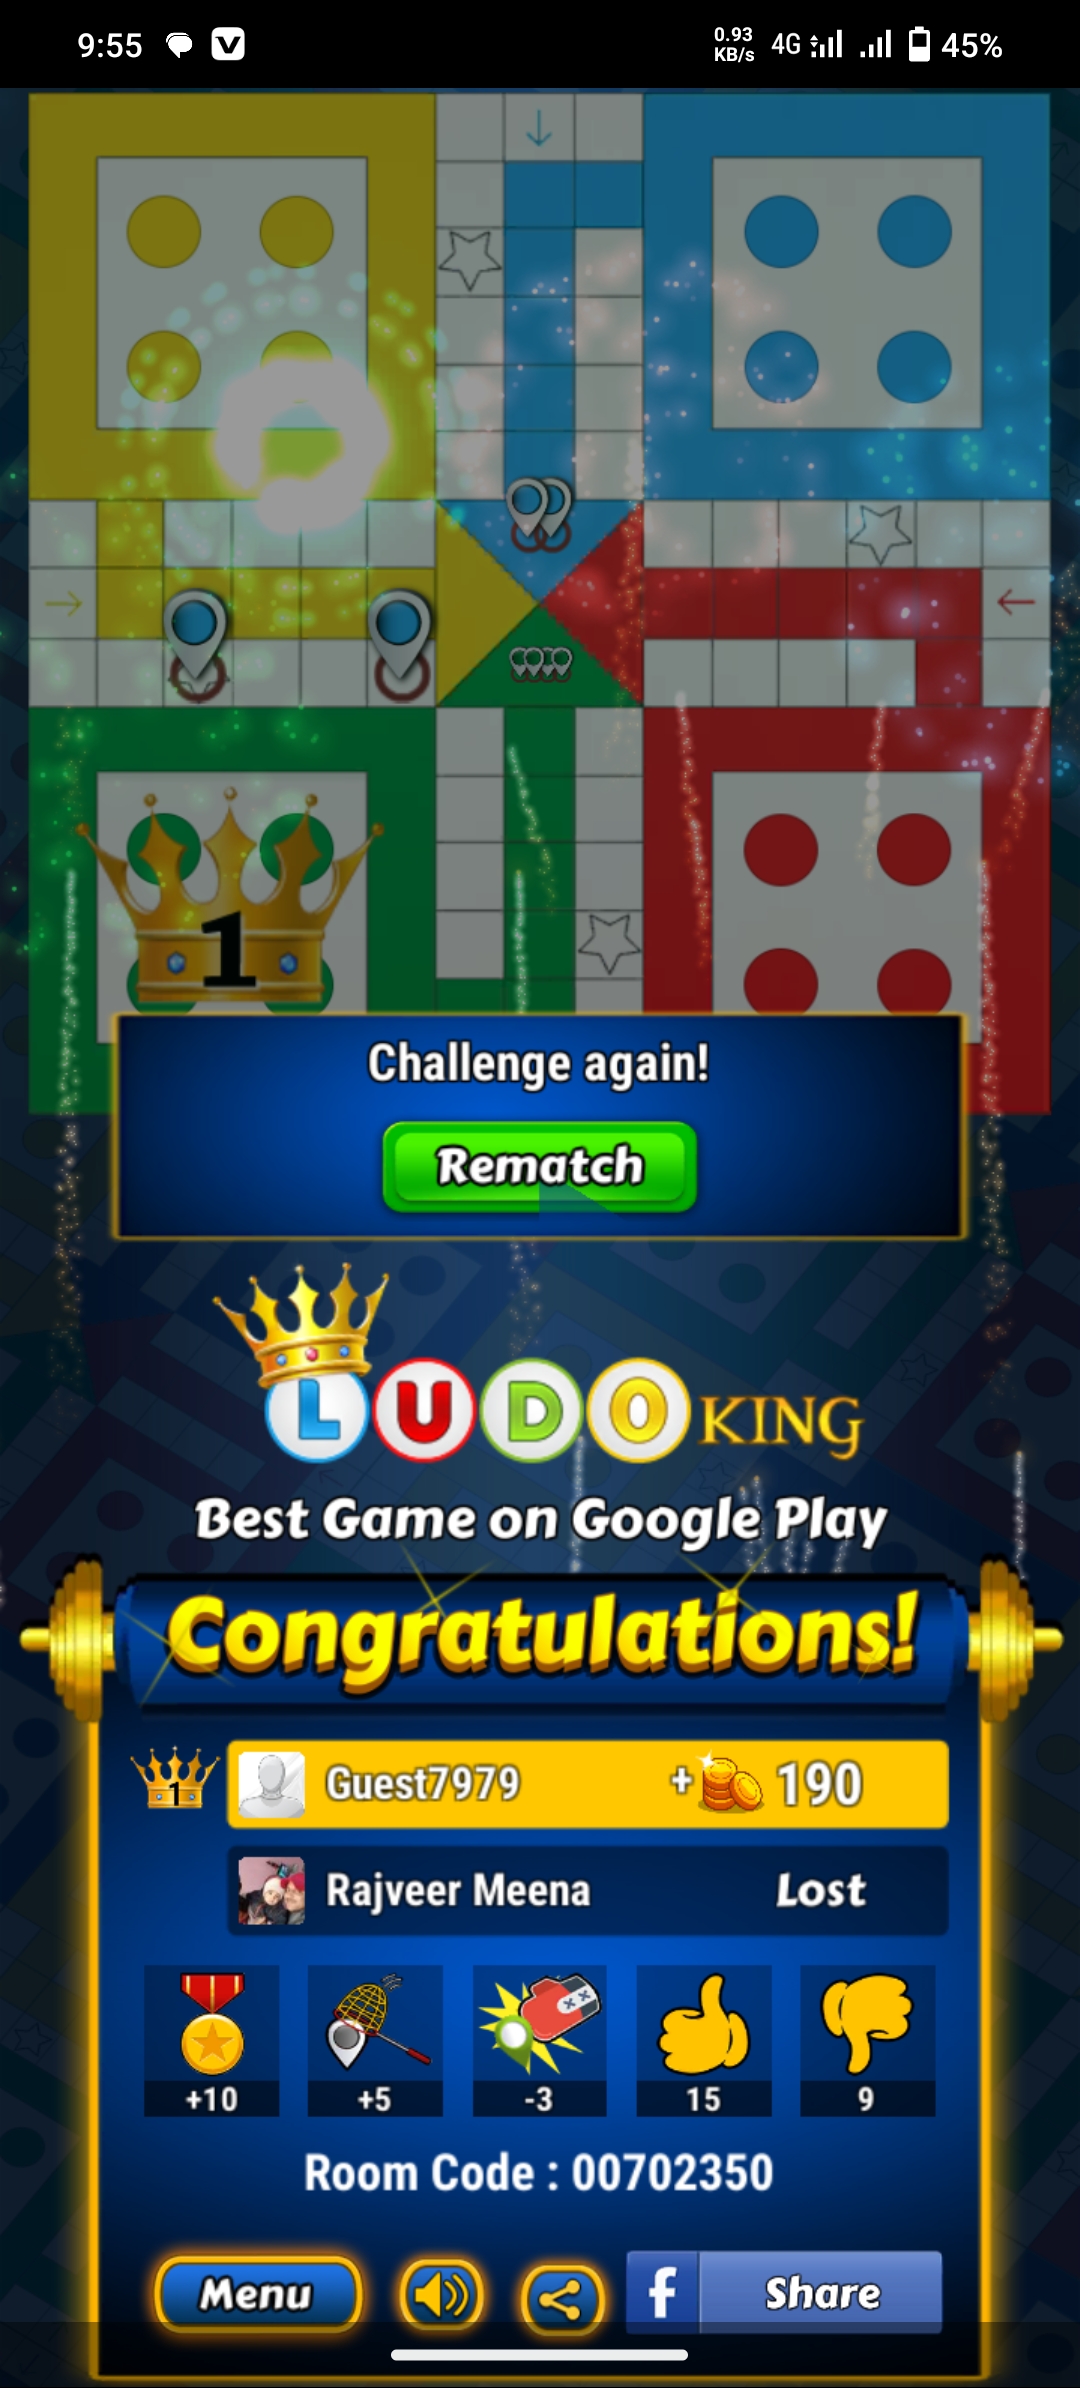 9:55
0.93
KB/s
4G
45%
1
Challenge again!
Rematch
LUDO KING
Best Game on Google Play
Congratulations!
1 Guest7979 + 190
Rajveer Meena Lost
+10 +5 -3 15 9
Room Code : 00702350
Menu f Share